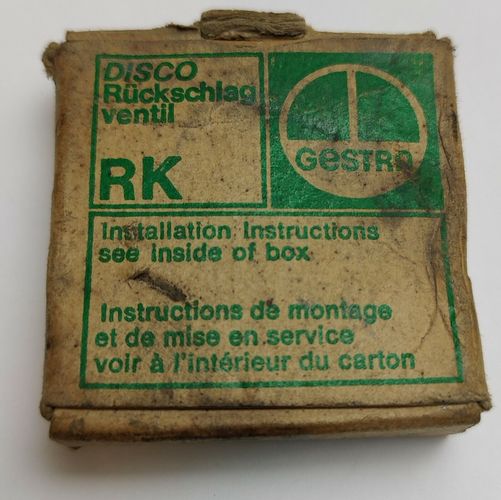 DISCO
Rückschlag
ventil
RK
GESTRA
Installation instructions
see inside of box
Instructions de montage
et de mise en service
voir à l'intérieur du carton